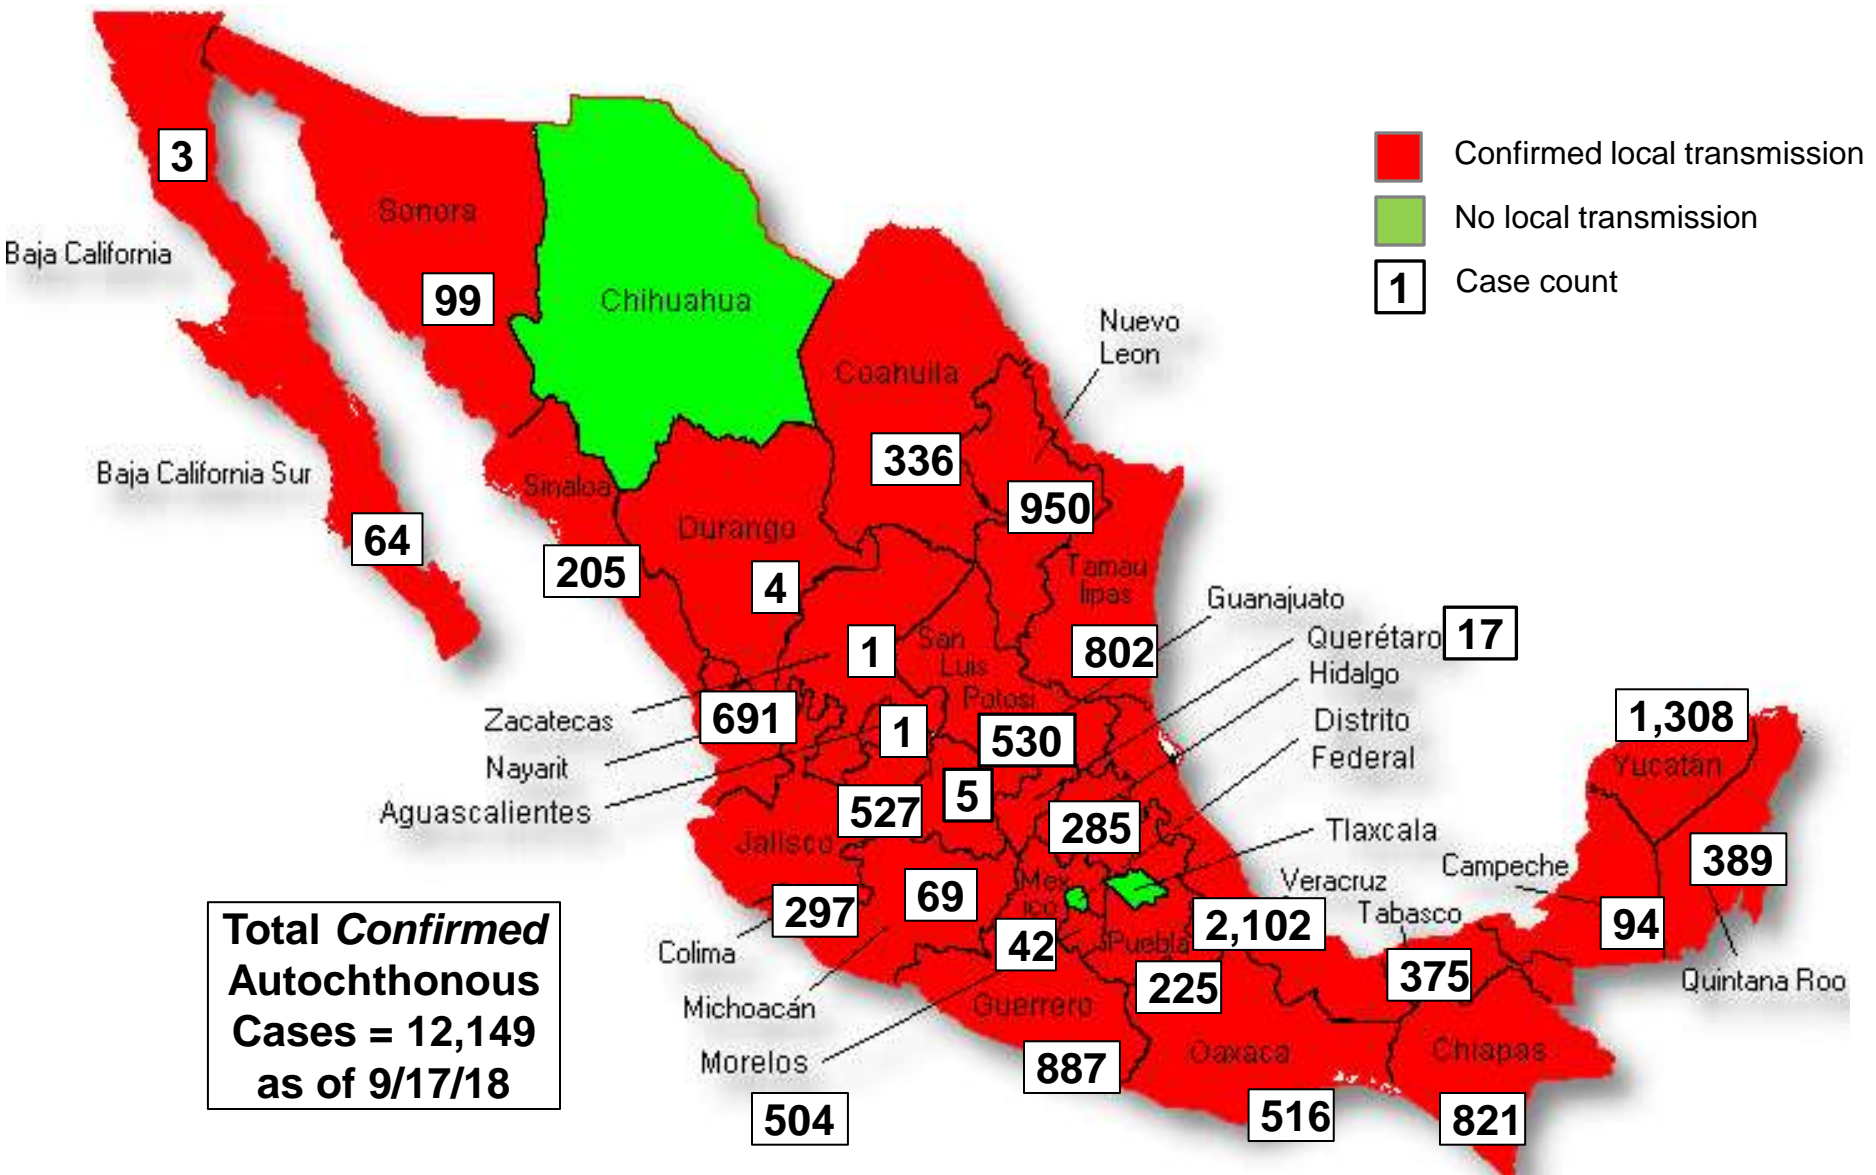 3
Sonora
Baja California
99
Chihuahua
Confirmed local transmission
No local transmission
1
Case count
Nuevo
Leon
Coahuila
336
950
Baja California Sur
64
Sinaloa
205
Durango
4
Tamau
lipas
802
Guanajuato
Querétaro
17
Hidalgo
Distrito
Federal
1
San
Luis
Potosi
530
Zacatecas
691
Nayarit
1
Aguascalientes
527
5
285
Tlaxcala
Jalisco
1,308
Yucatán
389
Campeche
Veracruz
Tabasco
94
Quintana Roo
297
69
Mex
ico
42
Puebla
2,102
375
225
Colima
Michoacán
Guerrero
Morelos
504
887
Oaxaca
516
Chiapas
821
Total Confirmed
Autochthonous
Cases = 12,149
as of 9/17/18